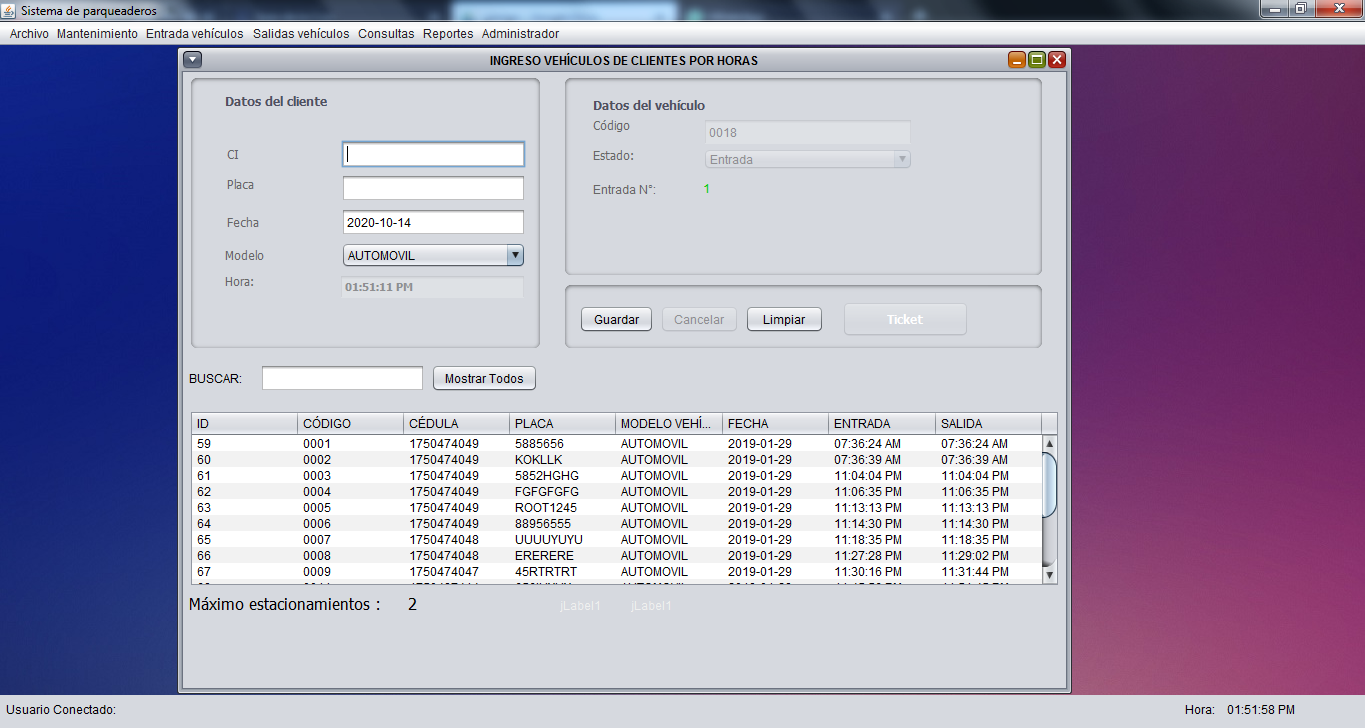 Sistema de parqueaderos
Archivo Mantenimiento Entrada vehículos Salidas vehículos Consultas Reportes Administrador
INGRESO VEHÍCULOS DE CLIENTES POR HORAS
Datos del cliente
CI
Placa
Fecha 2020-10-14
Modelo AUTOMOVIL
Hora: 01:51:11 PM
Datos del vehículo
Código 0018
Estado: Entrada
Entrada N°: 1
Guardar Cancelar Limpiar Ticket
BUSCAR: Mostrar Todos
ID CÓDIGO CÉDULA PLACA MODELO VEHÍ... FECHA ENTRADA SALIDA
59 0001 1750474049 5885656 AUTOMOVIL 2019-01-29 07:36:24 AM 07:36:24 AM
60 0002 1750474049 KOKLLK AUTOMOVIL 2019-01-29 07:36:39 AM 07:36:39 AM
61 0003 1750474049 5852HGHG AUTOMOVIL 2019-01-29 11:04:04 PM 11:04:04 PM
62 0004 1750474049 FGFGFGFG AUTOMOVIL 2019-01-29 11:06:35 PM 11:06:35 PM
63 0005 1750474049 ROOT1245 AUTOMOVIL 2019-01-29 11:13:13 PM 11:13:13 PM
64 0006 1750474049 88956555 AUTOMOVIL 2019-01-29 11:14:30 PM 11:14:30 PM
65 0007 1750474048 UUUUYUYU AUTOMOVIL 2019-01-29 11:18:35 PM 11:18:35 PM
66 0008 1750474048 ERERERE AUTOMOVIL 2019-01-29 11:27:28 PM 11:29:02 PM
67 0009 1750474047 45RTRTRT AUTOMOVIL 2019-01-29 11:30:16 PM 11:31:44 PM
Máximo estacionamientos : 2 jLabel1 jLabel1
Usuario Conectado: Hora: 01:51:58 PM